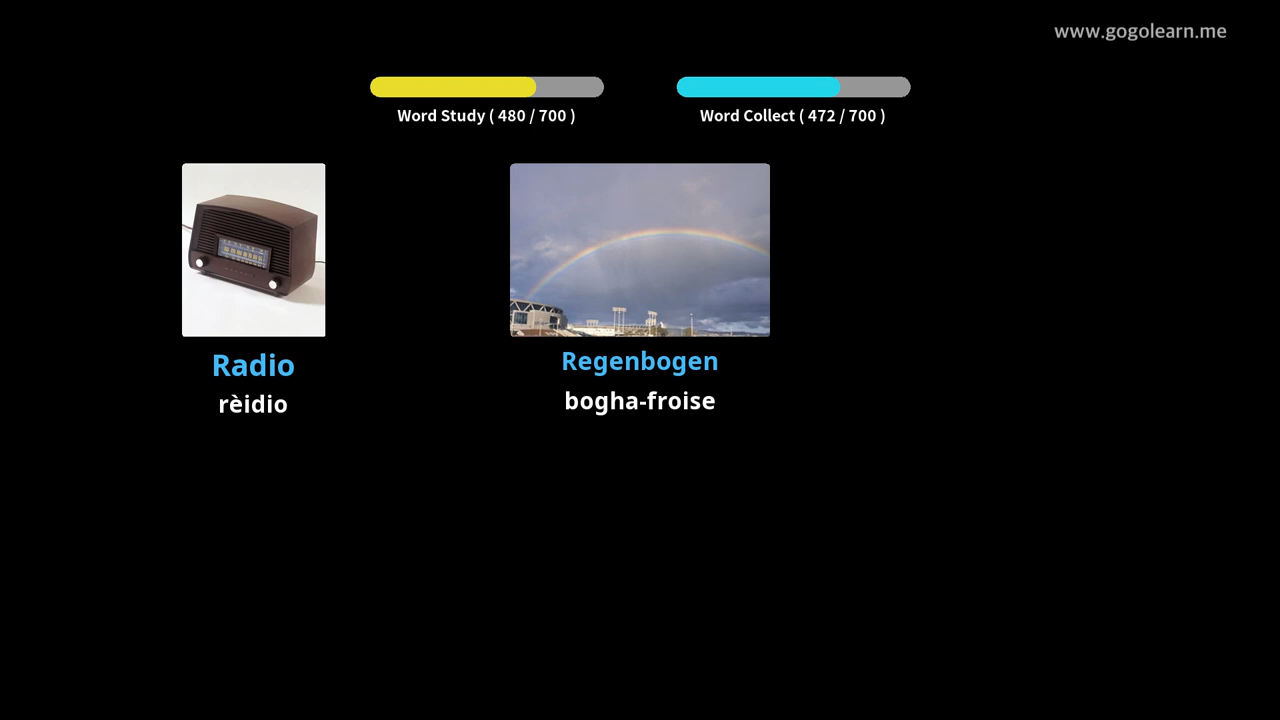 www.gogolearn.me
Word Study ( 480 / 700 )
Word Collect ( 472 / 700 )
Radio
rèidio
Regenbogen
bogha-froise